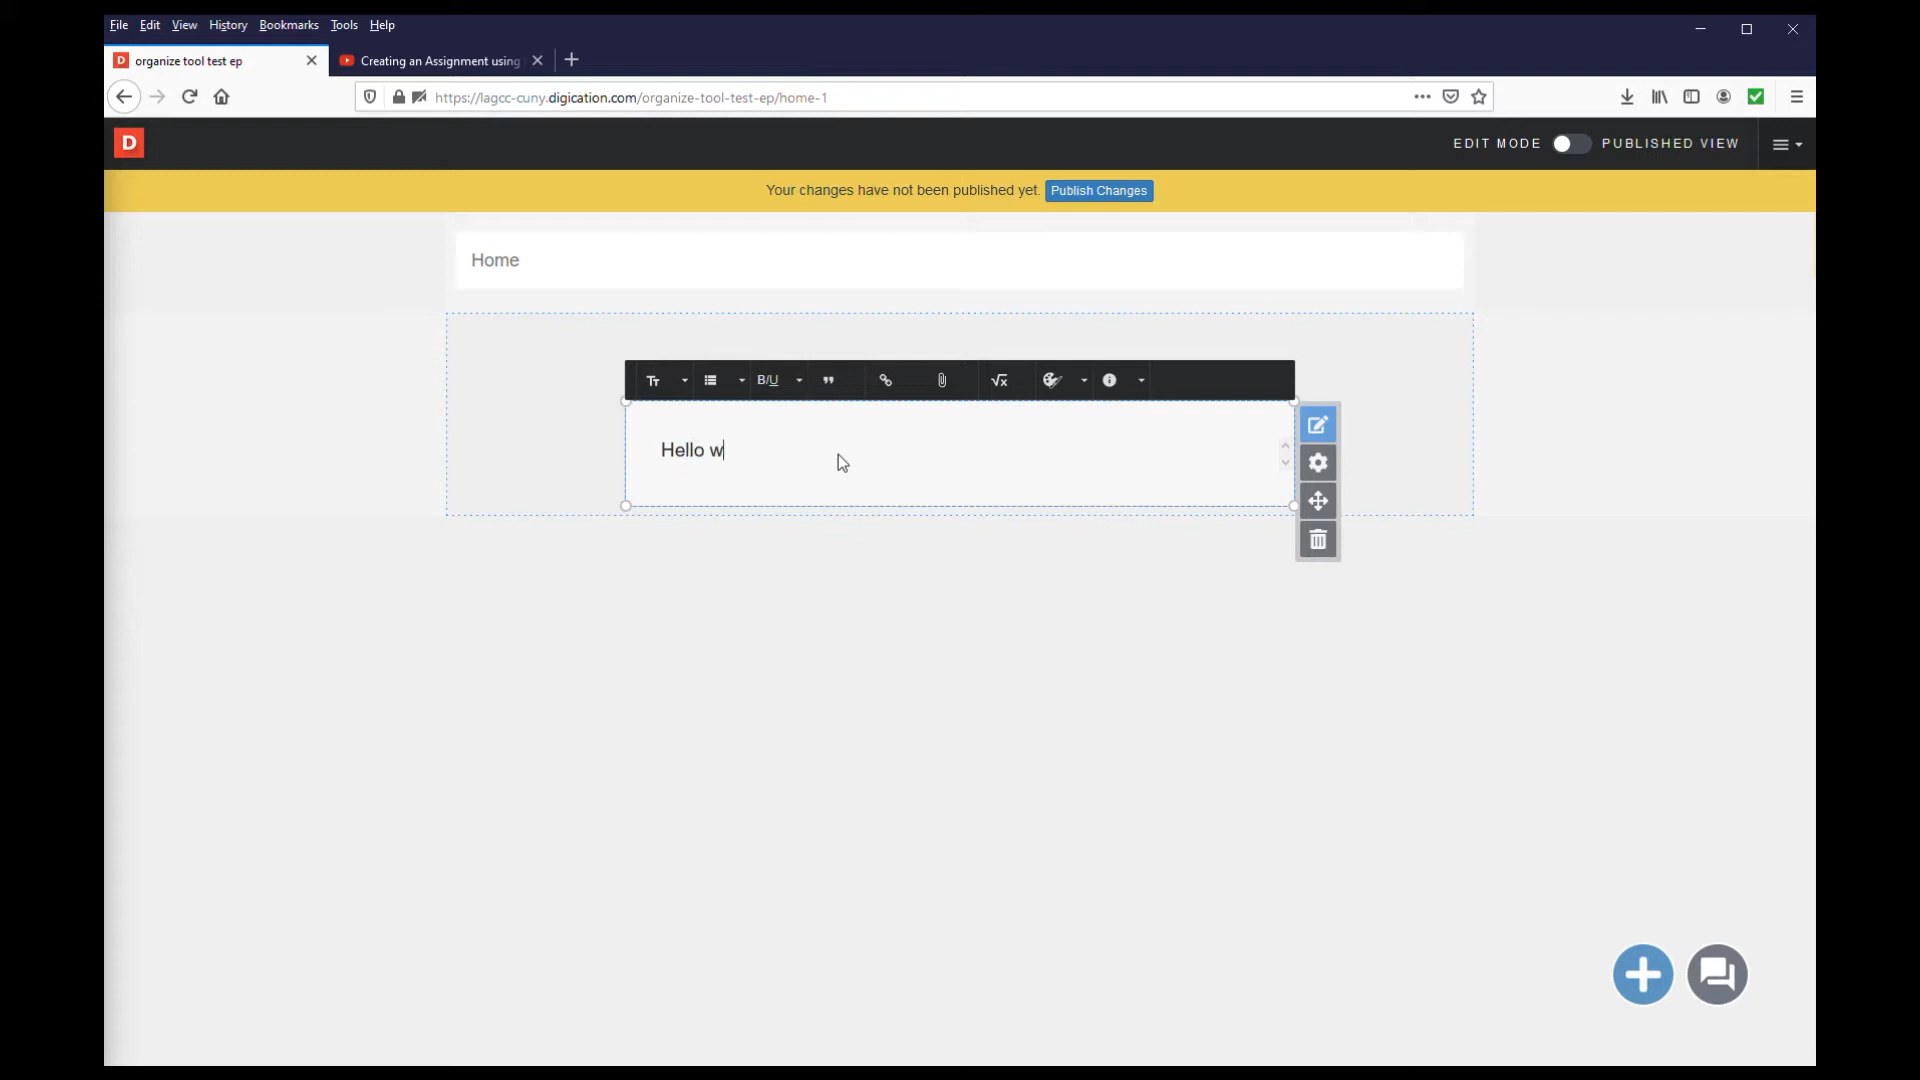 File Edit View History Bookmarks Tools Help
D organize tool test ep
Creating an Assignment using
https://lagcc-cuny.digication.com/organize-tool-test-ep/home-1
D
EDIT MODE PUBLISHED VIEW
Your changes have not been published yet. Publish Changes
Home
Tт B/U ” √x
Hello w